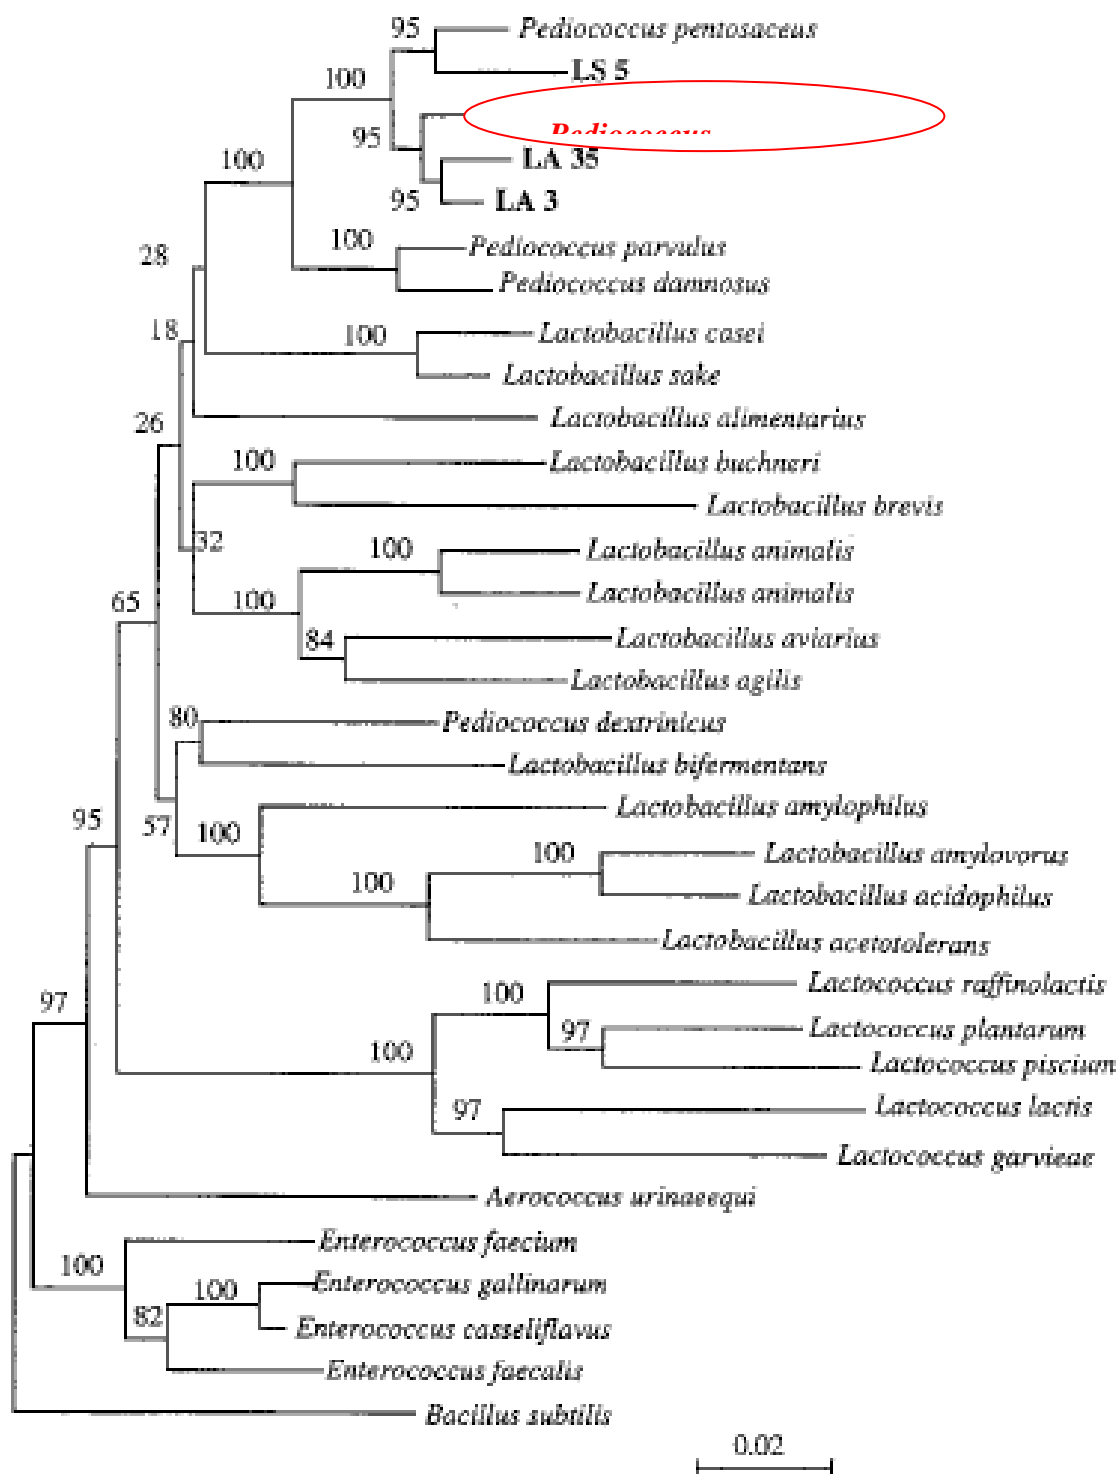 95
Pediococcus pentosaceus
LS 5
100
Pediococcus
95
LA 35
100
95
LA 3
100
Pediococcus parvulus
28
Pediococcus damnosus
18
100
Lactobacillus casei
Lactobacillus sake
26
Lactobacillus alimentarius
100
Lactobacillus buchneri
Lactobacillus brevis
32
100
Lactobacillus animalis
65
100
Lactobacillus animalis
84
Lactobacillus aviarius
Lactobacillus agilis
80
Pediococcus dextrinicus
Lactobacillus bifermentans
95
57
100
Lactobacillus amylophilus
100
Lactobacillus amylovorus
100
Lactobacillus acidophilus
Lactobacillus acetotolerans
97
100
Lactococcus raffinolactis
97
Lactococcus plantarum
100
Lactococcus piscium
97
Lactococcus lactis
Lactococcus garvieae
Aerococcus urinaeequi
Enterococcus faecium
100
100
Enterococcus gallinarum
82
Enterococcus casseliflavus
Enterococcus faecalis
Bacillus subtilis
0.02